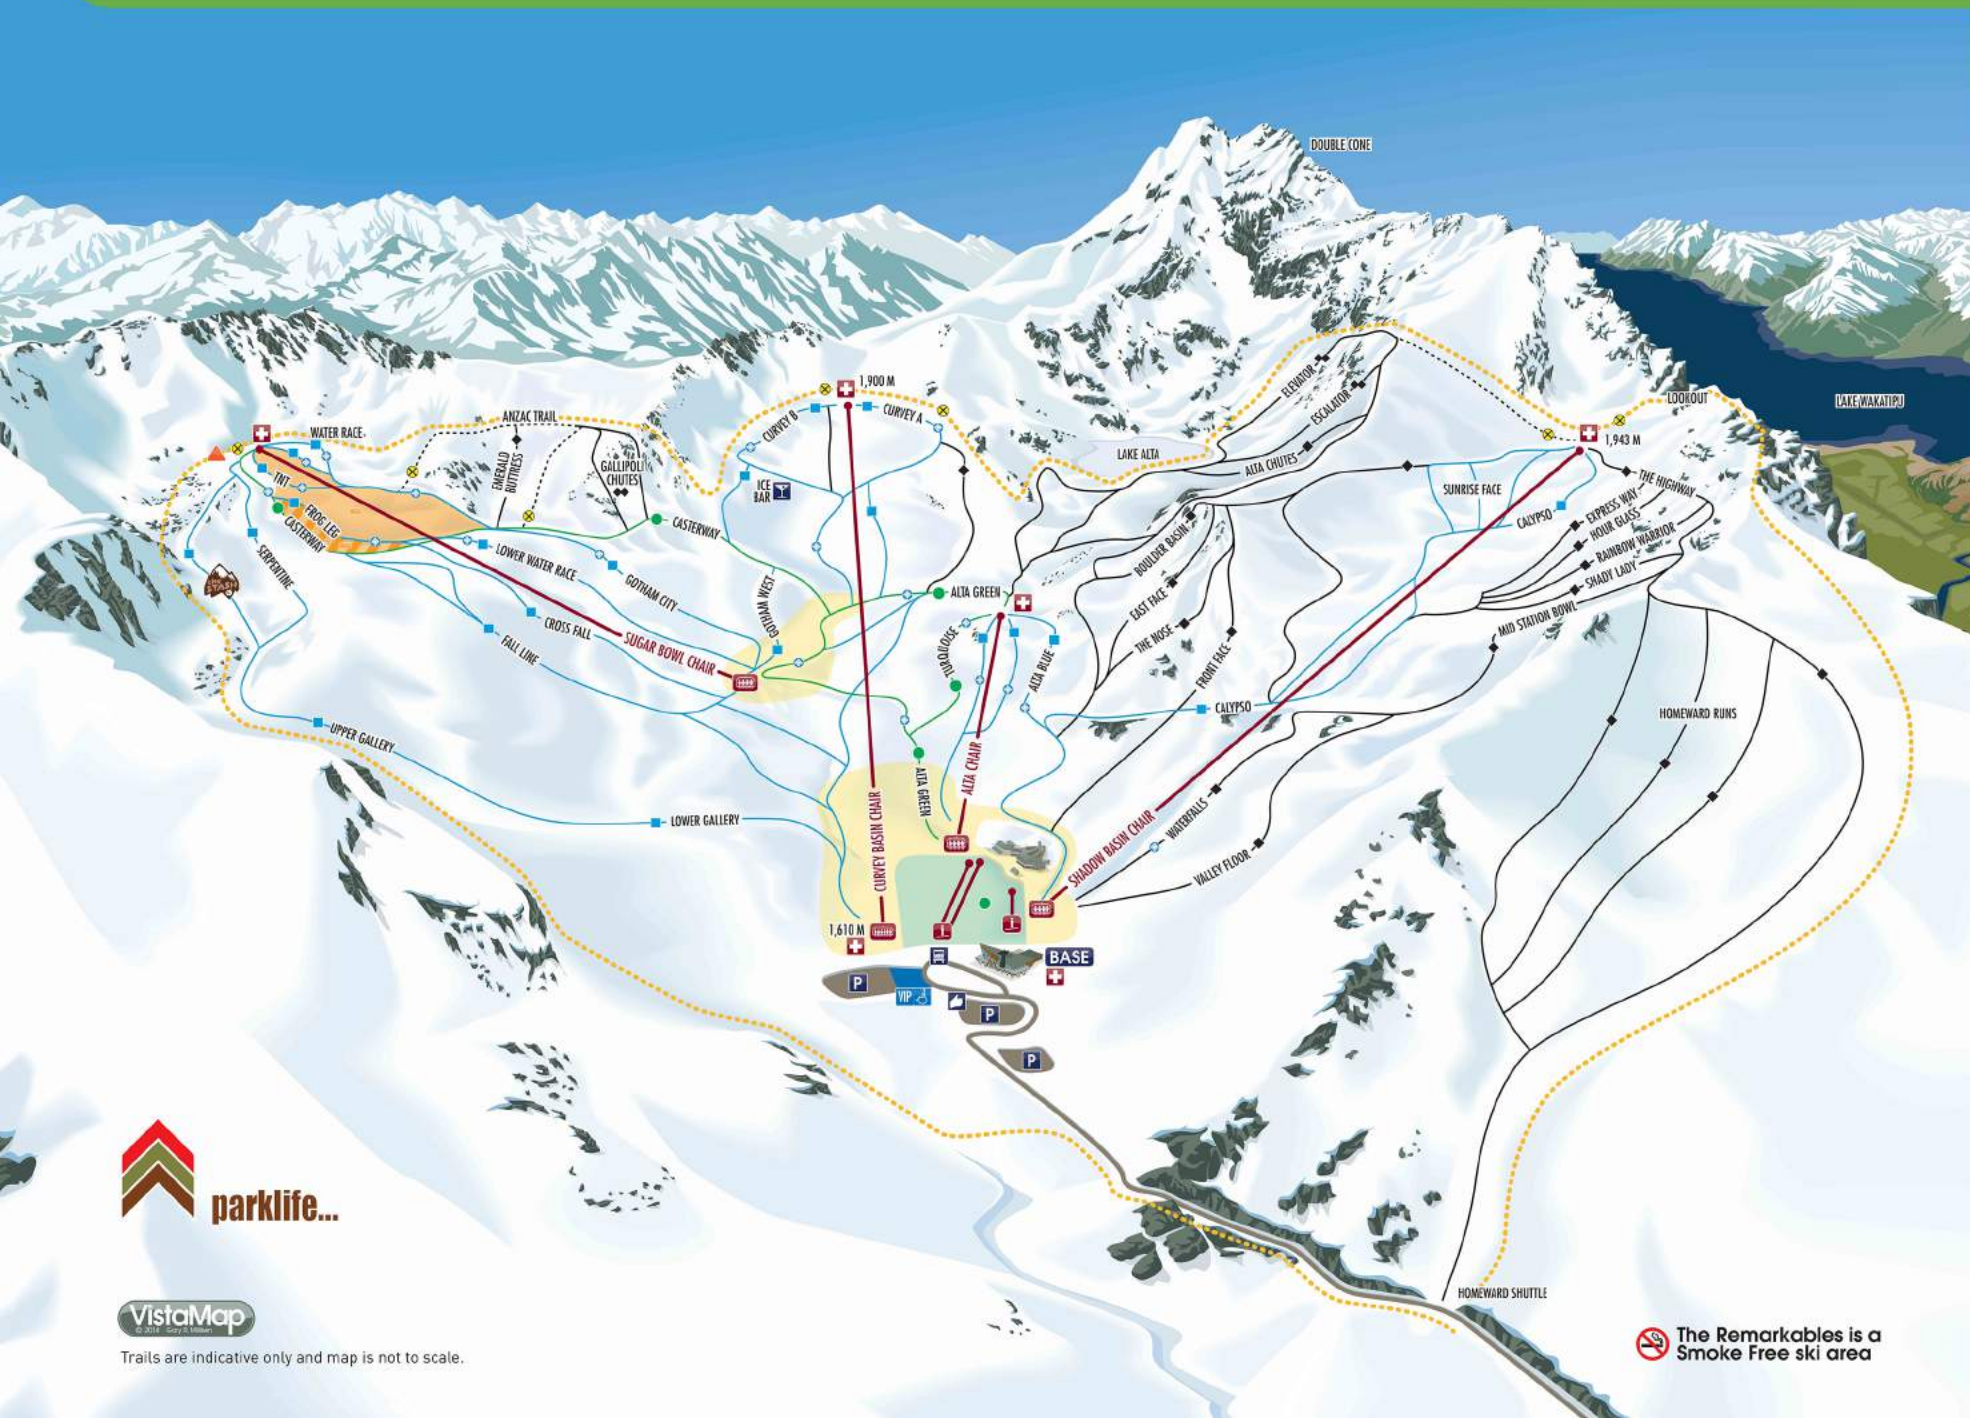 DOUBLE CONE
LAKE WAKATIPU
LOOKOUT
1,900 M
CURVEY B
CURVEY A
ANZAC TRAIL
WATER RACE
ELEVATOR
ESCALATOR
1,943 M
LAKE ALTA
ALTA CHUTES
EMERALD
BUTTRESS
GALLIPOLI
CHUTES
TNT
ICE
BAR
SUNRISE FACE
THE HIGHWAY
EXPRESS WAY
HOUR GLASS
RAINBOW WARRIOR
SHADY LADY
CALYPSO
FROG LEG
CASTERWAY
CASTERWAY
BOULDER BASIN
LOWER WATER RACE
SERPENTINE
THE
STASH
GOTHAM CITY
GOTHAM WEST
ALTA GREEN
EAST FACE
THE NOSE
MID STATION BOWL
CROSS FALL
FALL LINE
SUGAR BOWL CHAIR
TURQUOISE
ALTA BLUE
FRONT FACE
CALYPSO
HOMEWARD RUNS
UPPER GALLERY
ALTA CHAIR
ALTA GREEN
LOWER GALLERY
CURVEY BASIN CHAIR
SHADOW BASIN CHAIR
WATERFALLS
VALLEY FLOOR
1,610 M
BASE
P
VIP
P
P
parklife...
HOMEWARD SHUTTLE
VistaMap
Trails are indicative only and map is not to scale.
The Remarkables is a
Smoke Free ski area